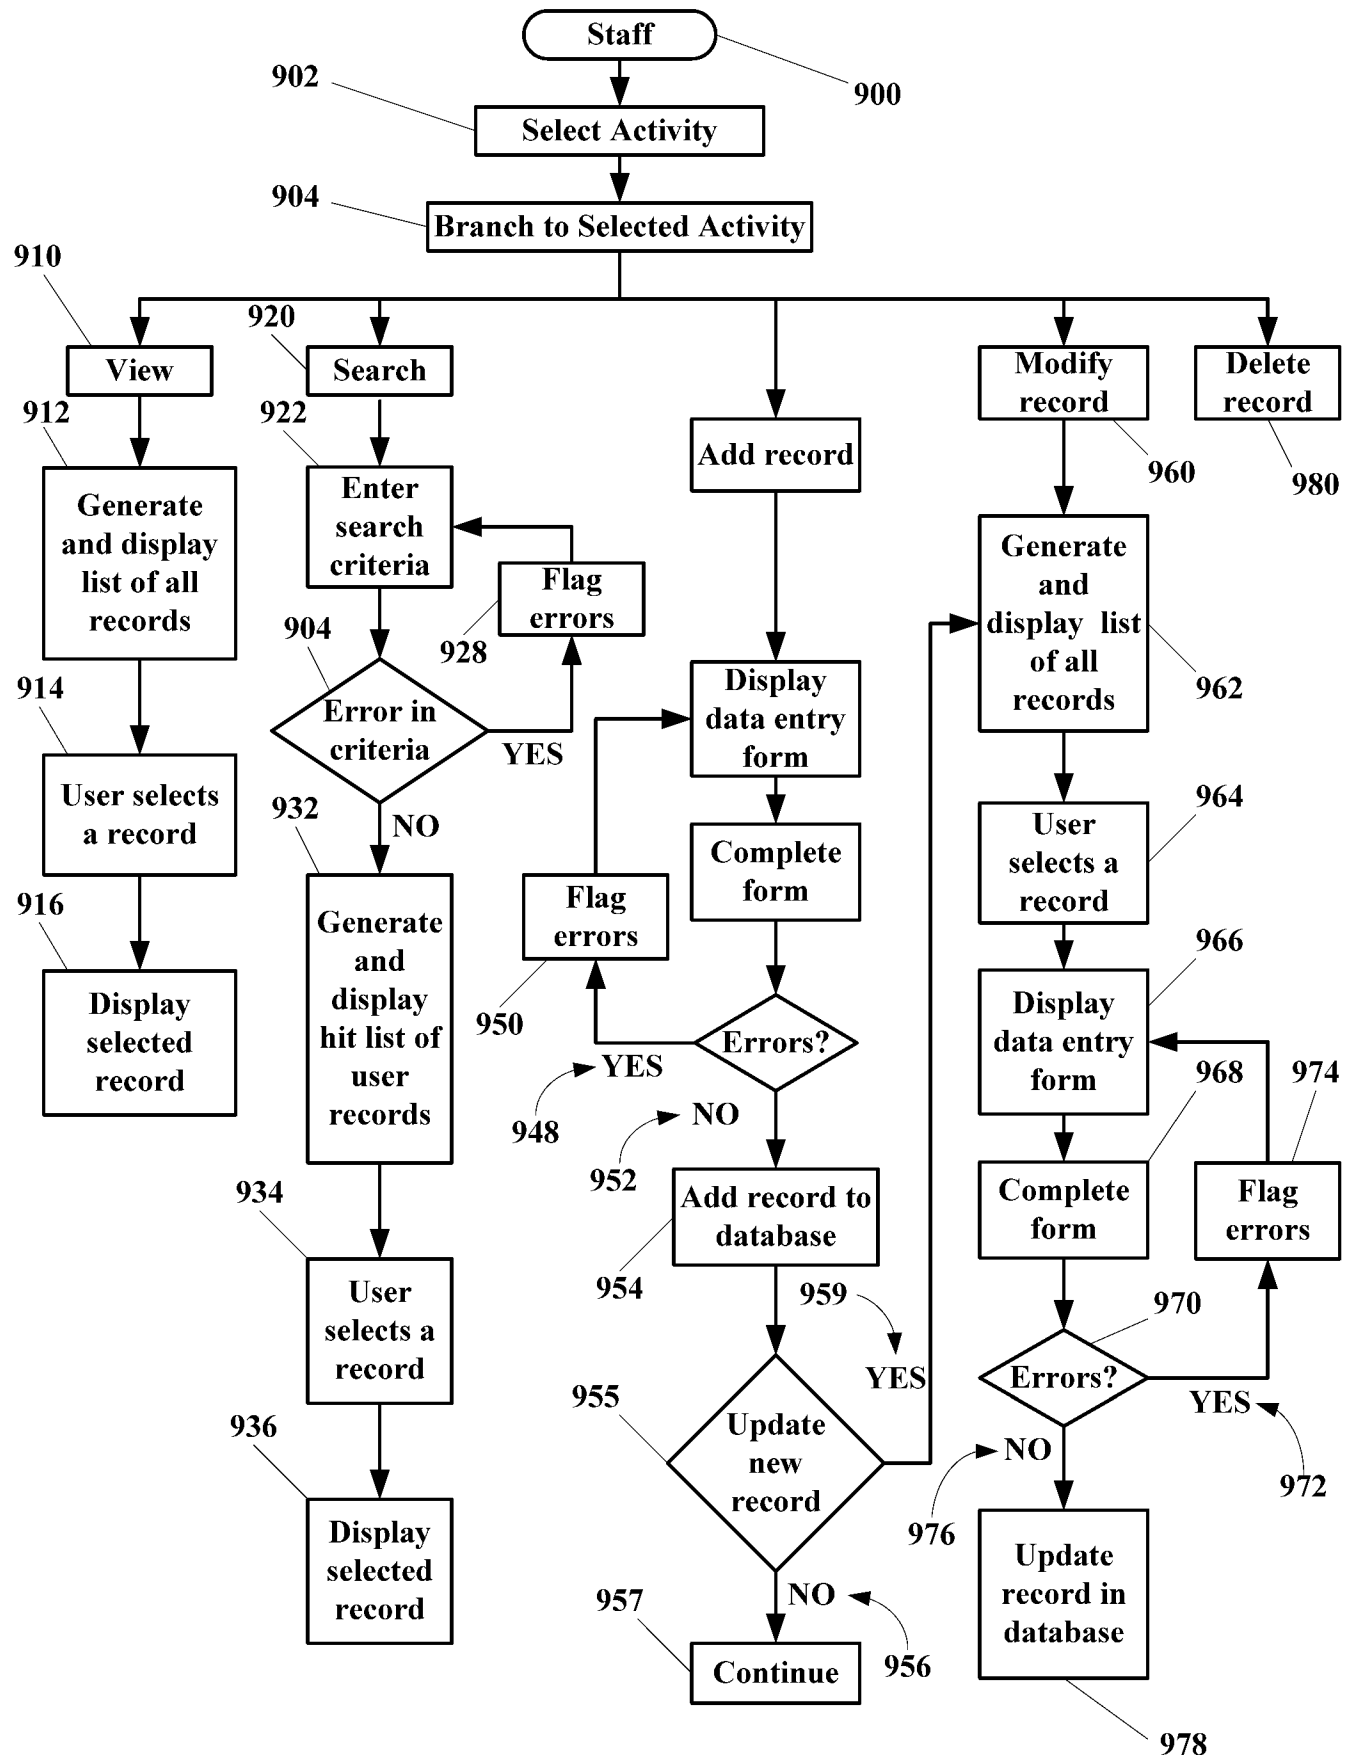 Staff
900
902
Select Activity
904
Branch to Selected Activity
910
View
912
Generate
and display
list of all
records
914
User selects
a record
916
Display
selected
record
920
Search
922
Enter
search
criteria
Flag
errors
928
904
Error in
criteria
YES
NO
932
Generate
and
display
hit list of
user
records
934
User
selects a
record
936
Display
selected
record
Add record
Display
data entry
form
Complete
form
Flag
errors
950
Errors?
YES
948
NO
952
Add record to
database
954
959
YES
955
Update
new
record
NO
956
957
Continue
Modify
record
960
Generate
and
display list
of all
records
962
964
User
selects a
record
966
Display
data entry
form
968
Complete
form
974
Flag
errors
970
Errors?
YES
972
NO
976
Update
record in
database
978
Delete
record
980